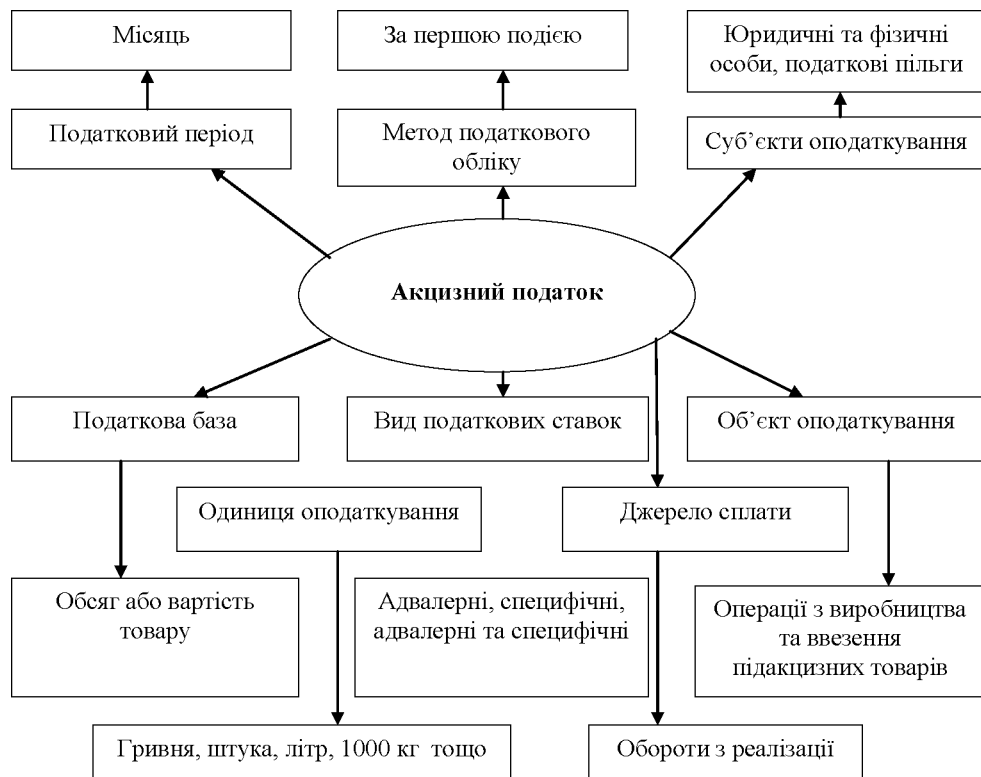 Місяць
За першою подією
Юридичні та фізичні
особи, податкові пільги
Податковий період
Метод податкового
обліку
Суб’єкти оподаткування
Акцизний податок
Податкова база
Вид податкових ставок
Об’єкт оподаткування
Одиниця оподаткування
Джерело сплати
Обсяг або вартість
товару
Адвалерні, специфічні,
адвалерні та специфічні
Операції з виробництва
та ввезення
підакцизних товарів
Гривня, штука, літр, 1000 кг тощо
Обороти з реалізації